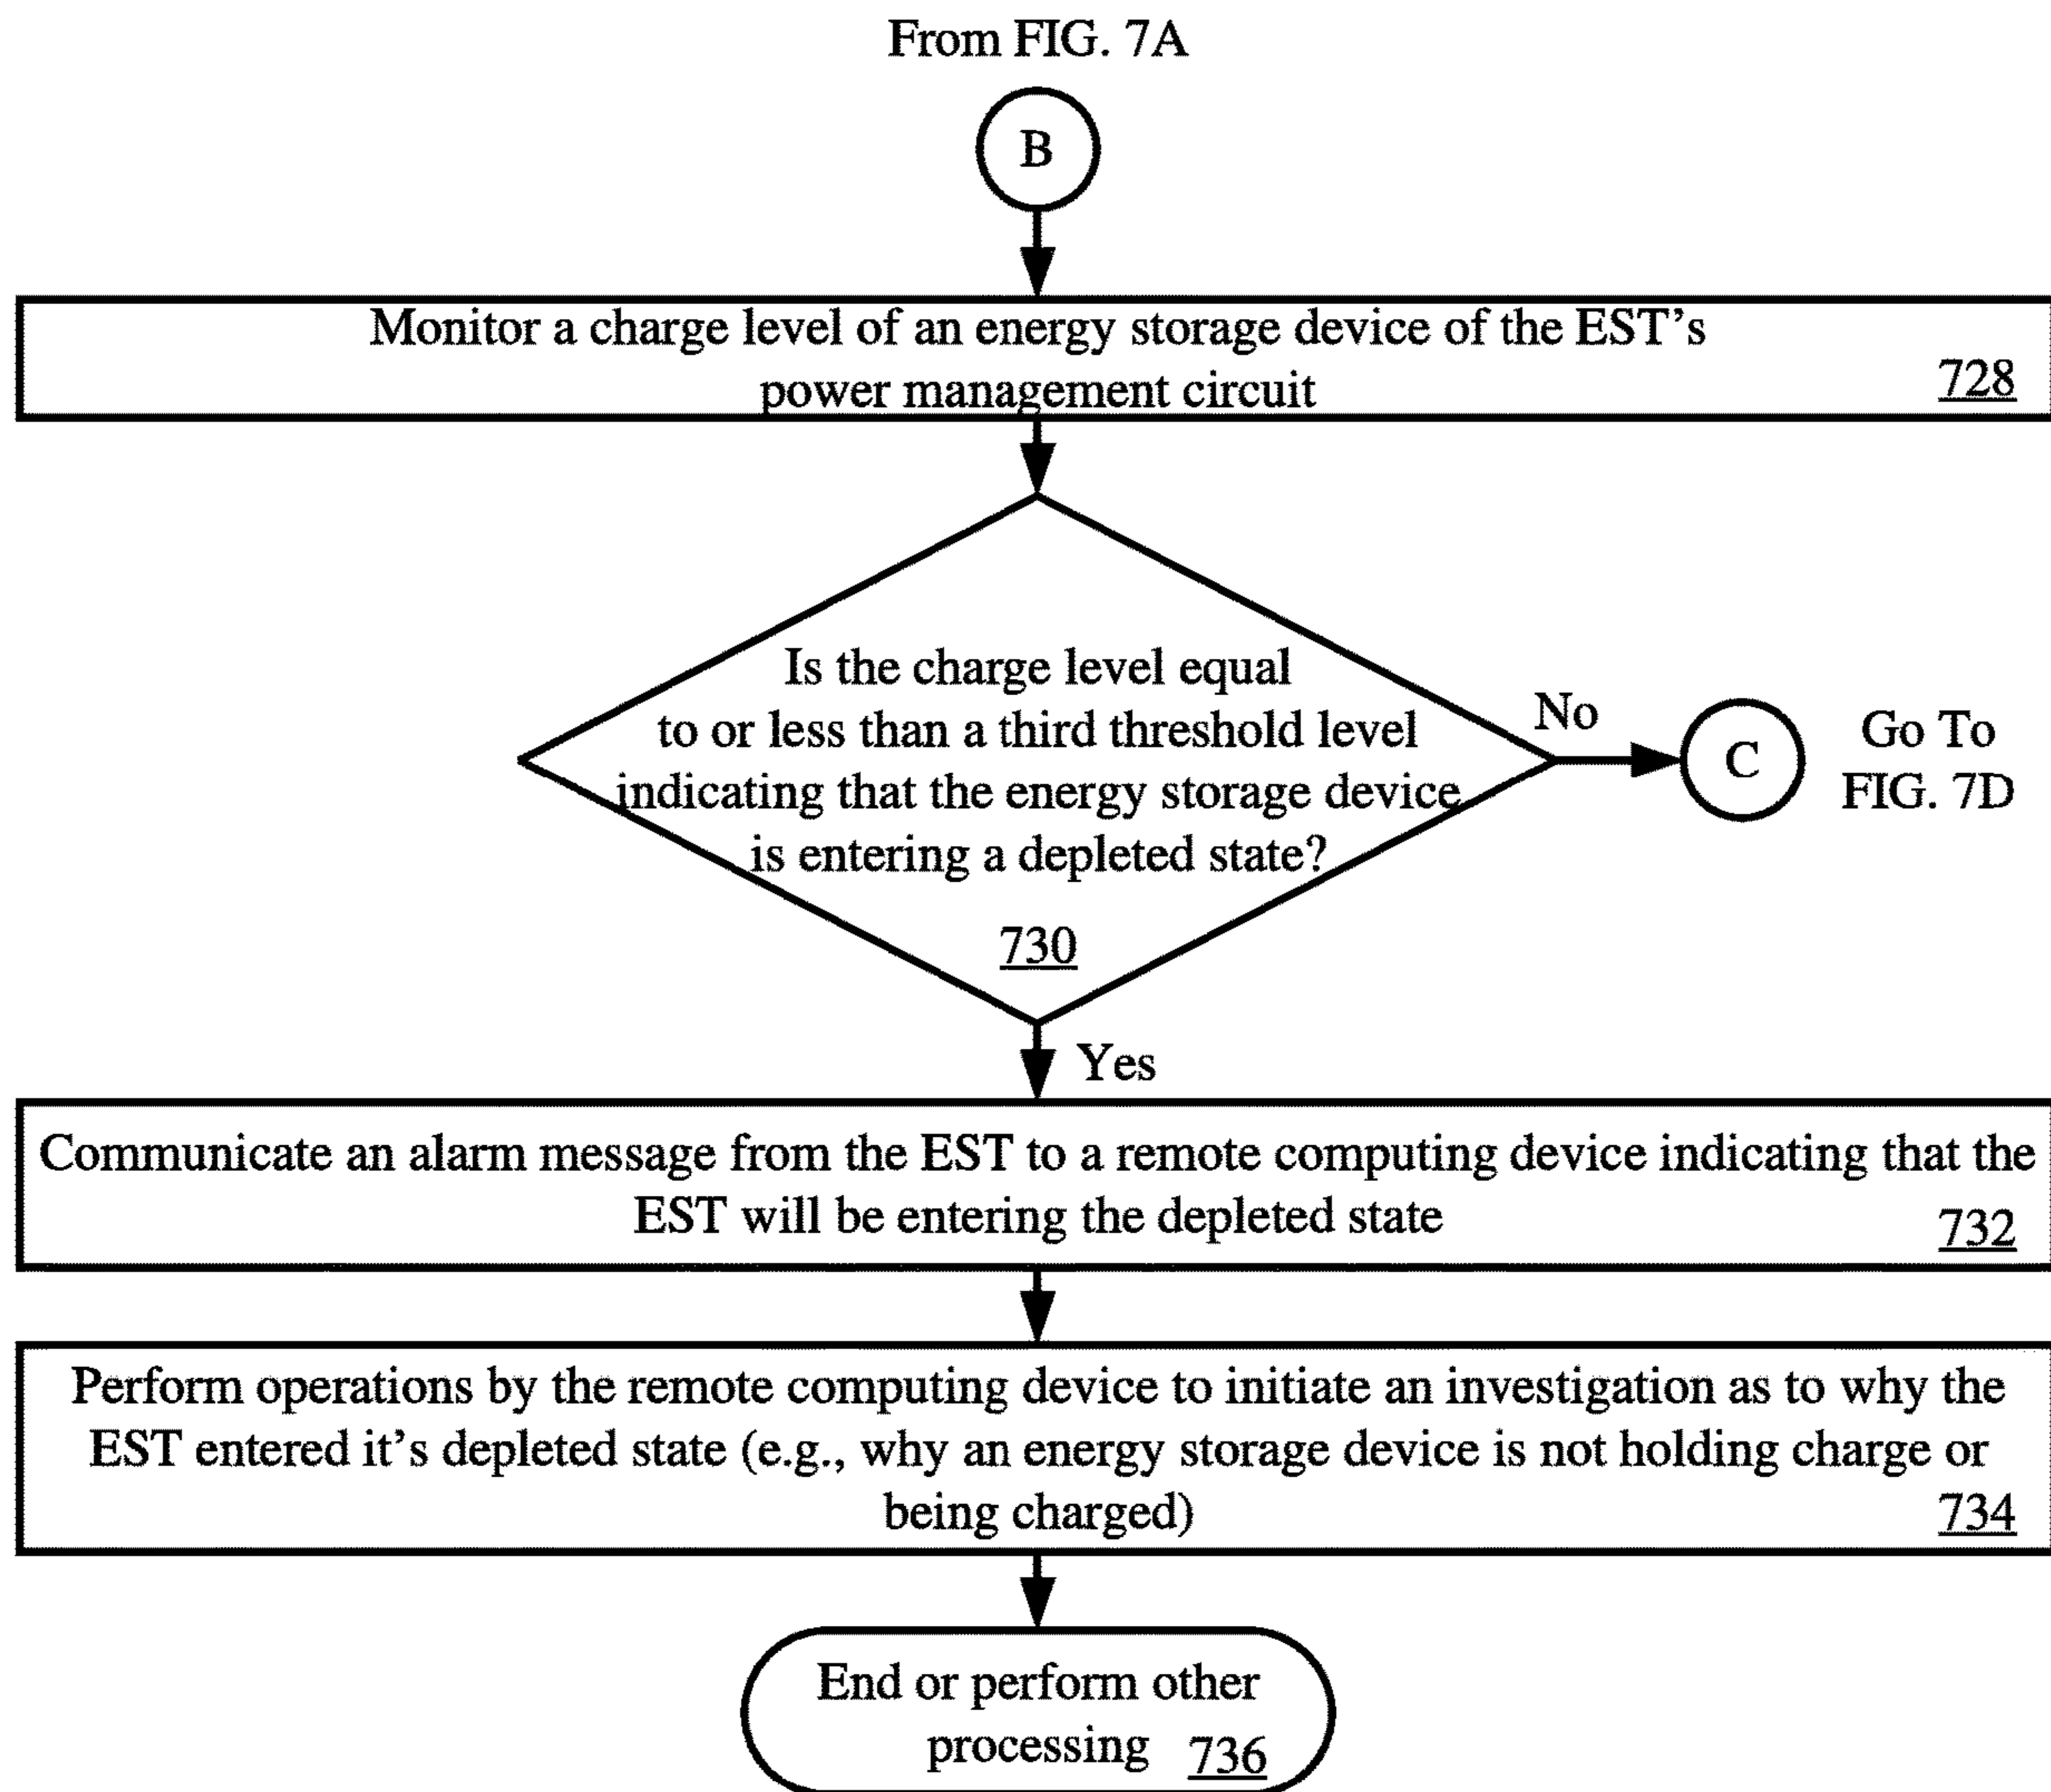 From FIG. 7A
B
Monitor a charge level of an energy storage device of the EST’s
power management circuit
728
Is the charge level equal
to or less than a third threshold level
indicating that the energy storage device
is entering a depleted state?
730
No
C
Go To
FIG. 7D
Yes
Communicate an alarm message from the EST to a remote computing device indicating that the
EST will be entering the depleted state
732
Perform operations by the remote computing device to initiate an investigation as to why the
EST entered it’s depleted state (e.g., why an energy storage device is not holding charge or
being charged)
734
End or perform other
processing 736